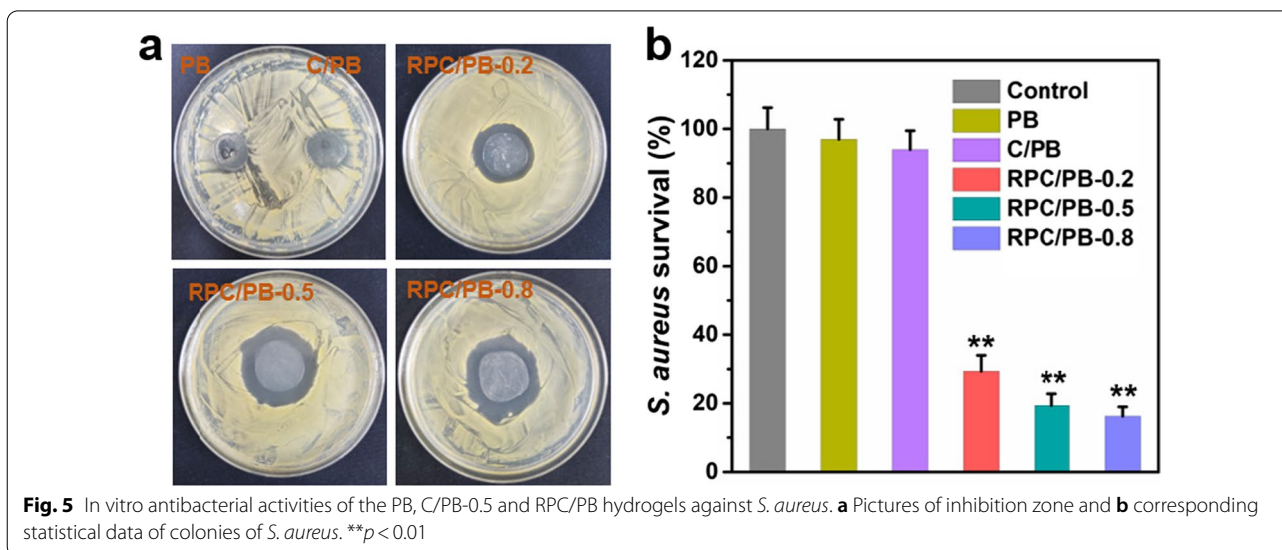 a
PB
C/PB
RPC/PB-0.2
RPC/PB-0.5
RPC/PB-0.8
b
S. aureus survival (%)
120
100
80
60
40
20
0
Control
PB
C/PB
RPC/PB-0.2
RPC/PB-0.5
RPC/PB-0.8
**
**
**
Fig. 5 In vitro antibacterial activities of the PB, C/PB-0.5 and RPC/PB hydrogels against S. aureus. a Pictures of inhibition zone and b corresponding
statistical data of colonies of S. aureus. **p < 0.01